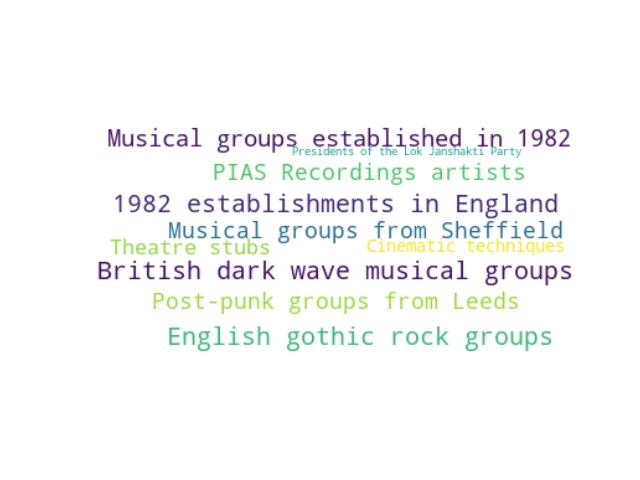 Musical groups established in 1982
Presidents of the Lok Janshakti Party
PIAS Recordings artists
1982 establishments in England
Musical groups from Sheffield
Theatre stubs
Cinematic techniques
British dark wave musical groups
Post-punk groups from Leeds
English gothic rock groups